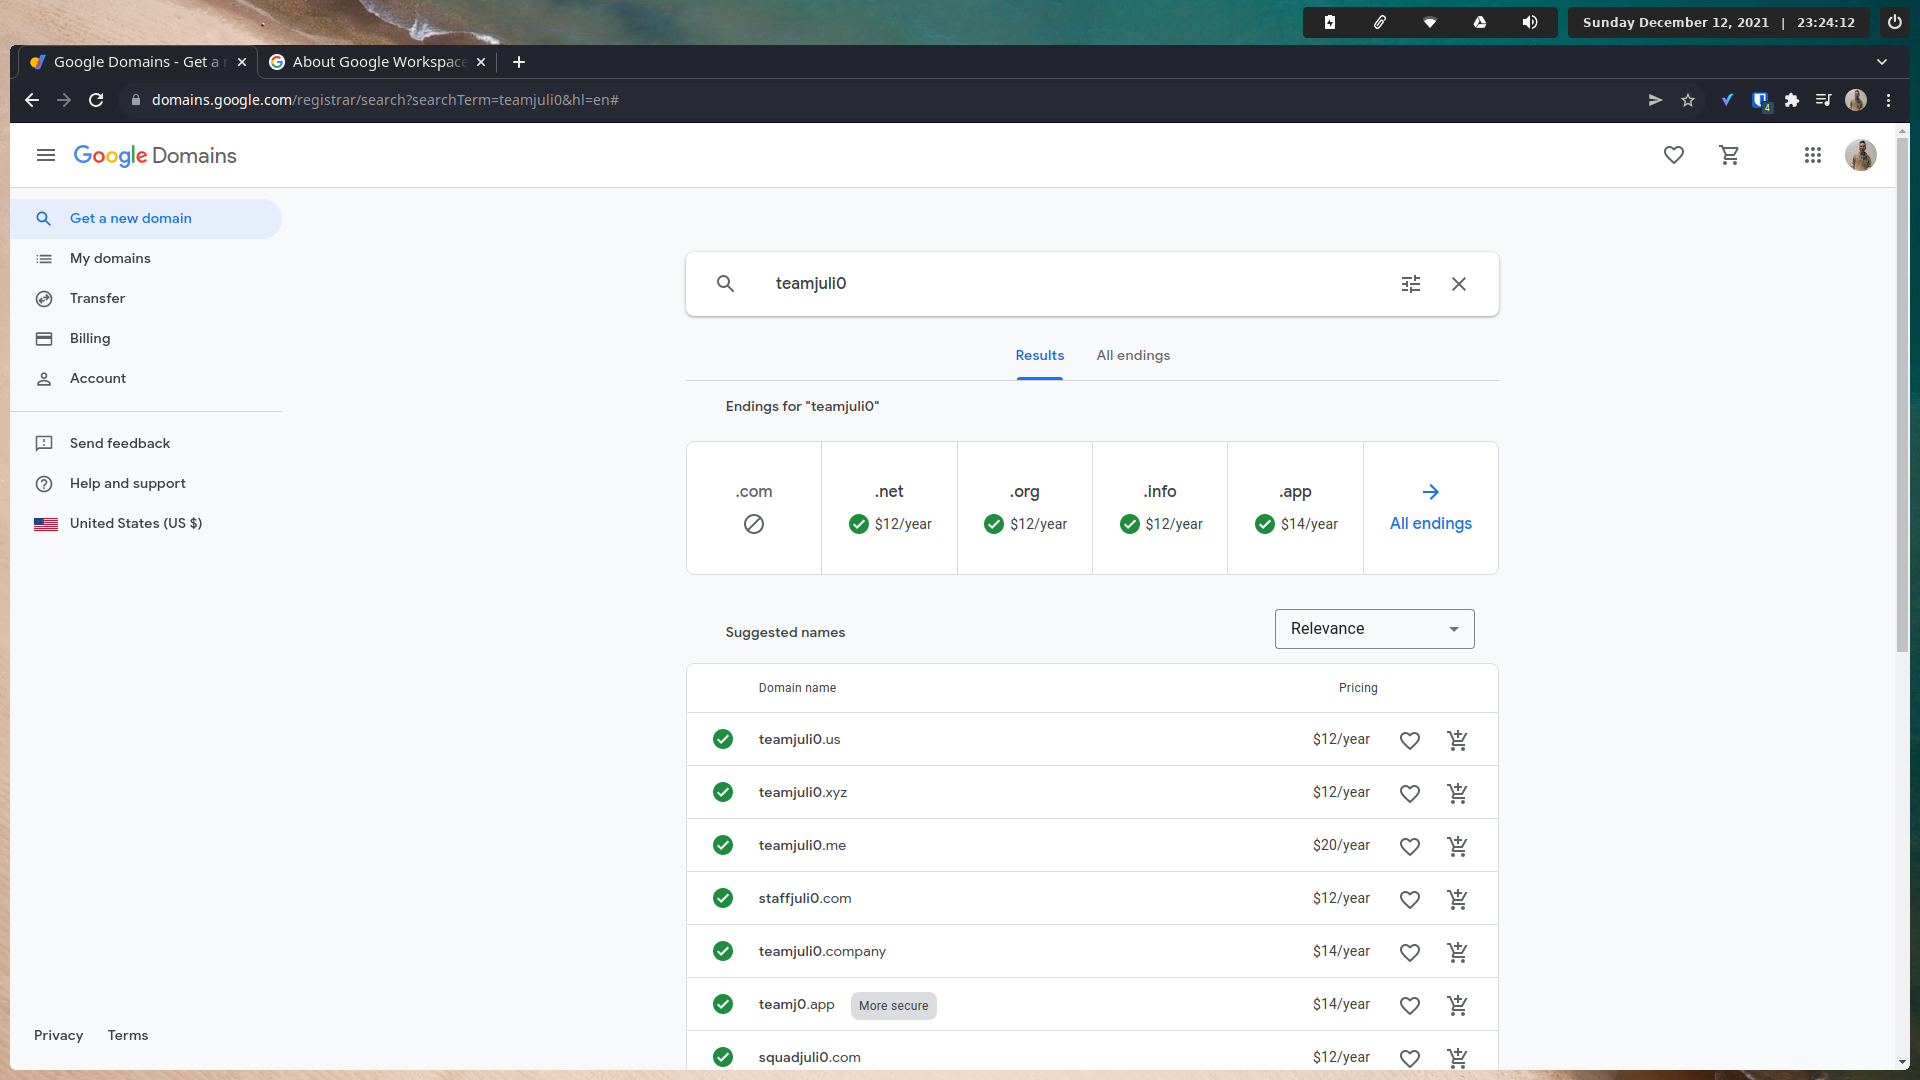 Sunday December 12, 2021 | 23:24:12
Google Domains - Get a
About Google Workspace
domains.google.com/registrar/search?searchTerm=teamjuli0&hl=en#
4
Google Domains
Get a new domain
My domains
Transfer
Billing
Account
Send feedback
Help and support
United States (US $)
Privacy Terms
teamjuli0
Results All endings
Endings for "teamjuli0"
.com .net .org .info .app
$12/year $12/year $12/year $14/year All endings
Suggested names Relevance
Domain name Pricing
teamjuli0.us $12/year
teamjuli0.xyz $12/year
teamjuli0.me $20/year
staffjuli0.com $12/year
teamjuli0.company $14/year
teamj0.app More secure $14/year
squadjuli0.com $12/year